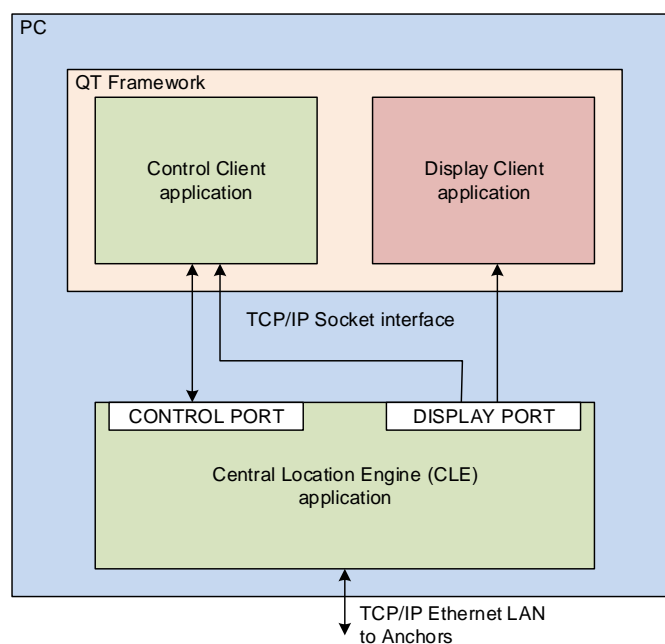 PC
QT Framework
Control Client
application
Display Client
application
TCP/IP Socket interface
CONTROL PORT
DISPLAY PORT
Central Location Engine (CLE)
application
TCP/IP Ethernet LAN
to Anchors